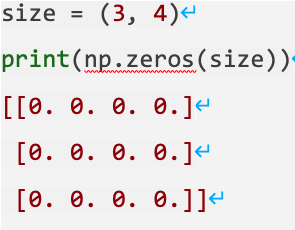 size = (3, 4)↵
print(np.zeros(size))↵
[[0. 0. 0. 0.]↵
 [0. 0. 0. 0.]↵
 [0. 0. 0. 0.]]↵